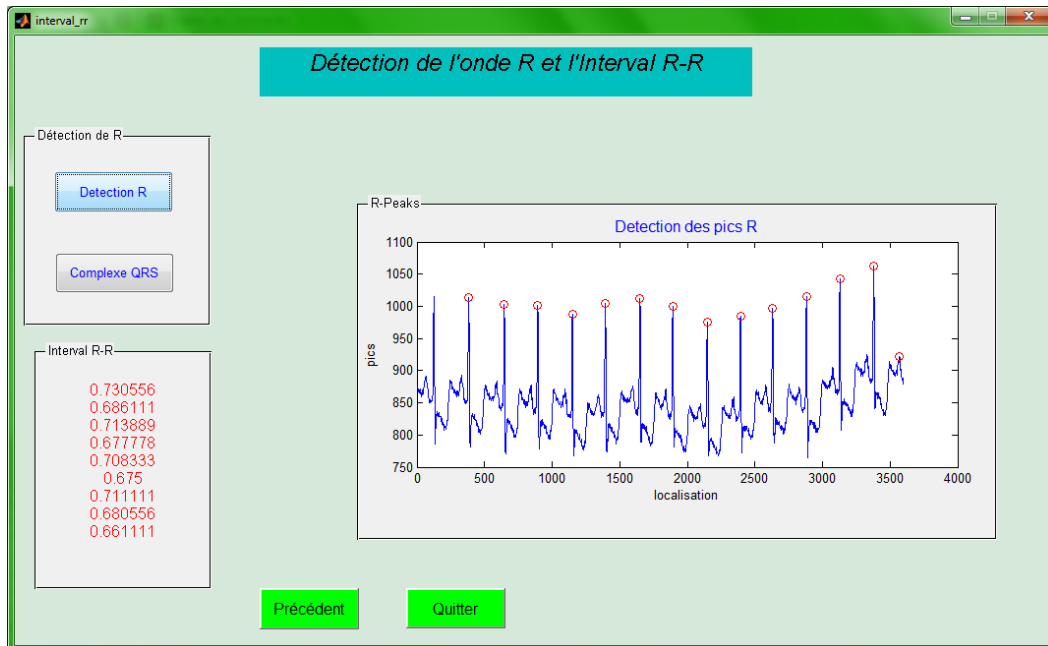 interval_rr
Détection de l'onde R et l'Interval R-R
Détection de R
Detection R
Complexe QRS
Interval R-R
0.730556
0.686111
0.713889
0.677778
0.708333
0.675
0.711111
0.680556
0.661111
R-Peaks
Detection des pics R
pics
1100
1050
1000
950
900
850
800
750
0 500 1000 1500 2000 2500 3000 3500 4000
localisation
Précédent
Quitter